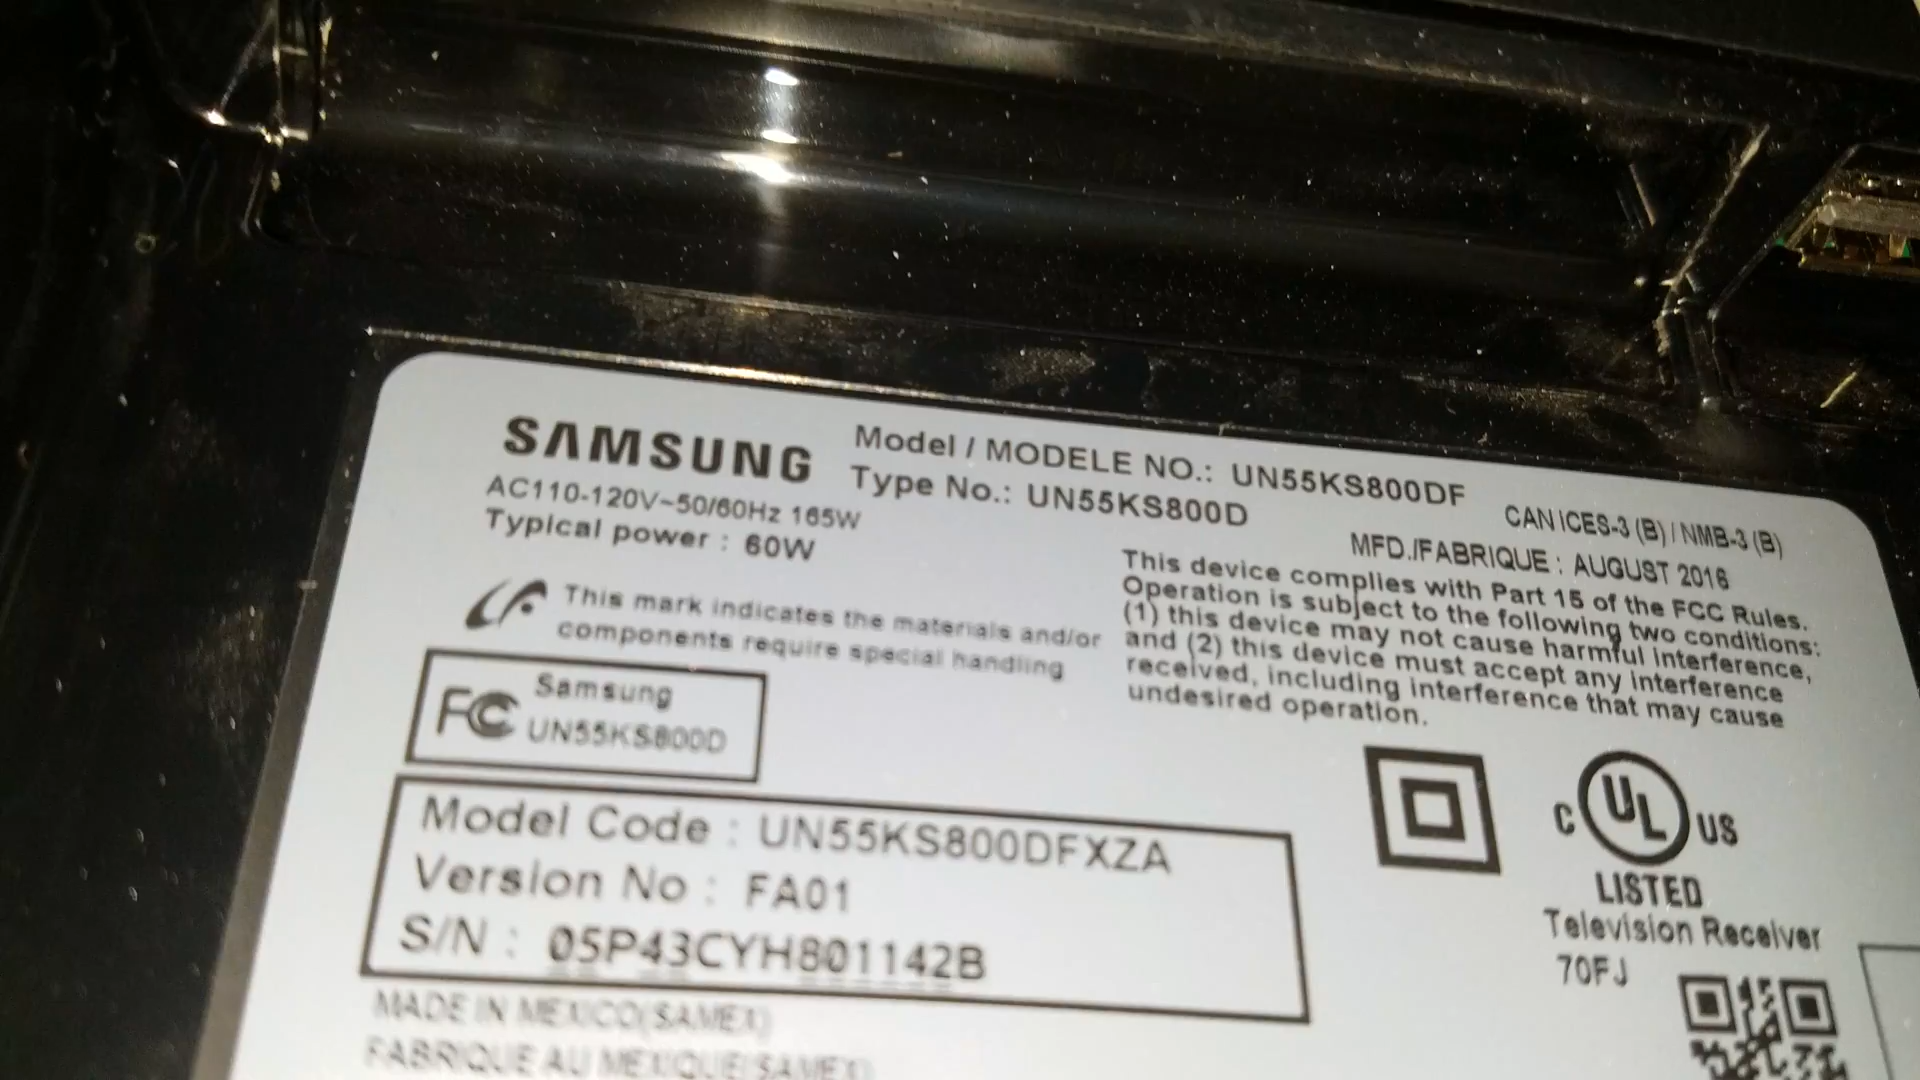 SAMSUNG
Model / MODELE NO.: UN55KS800DF
Type No.: UN55KS800D
AC110-120V~50/60Hz 165W
Typical power : 60W
CAN ICES-3 (B) / NMB-3 (B)
MFD./FABRIQUE : AUGUST 2016
This mark indicates the materials and/or
components require special handling
This device complies with Part 15 of the FCC Rules.
Operation is subject to the following two conditions:
(1) this device may not cause harmful interference,
and (2) this device must accept any interference
received, including interference that may cause
undesired operation.
FC Samsung
UN55KS800D
Model Code : UN55KS800DFXZA
Version No : FA01
S/N : 05P43CYH801142B
C UL US
LISTED
Television Receiver
70FJ
MADE IN MEXICO(SAMEX)
FABRIQUE AU MEXIQUE(SAMEX)